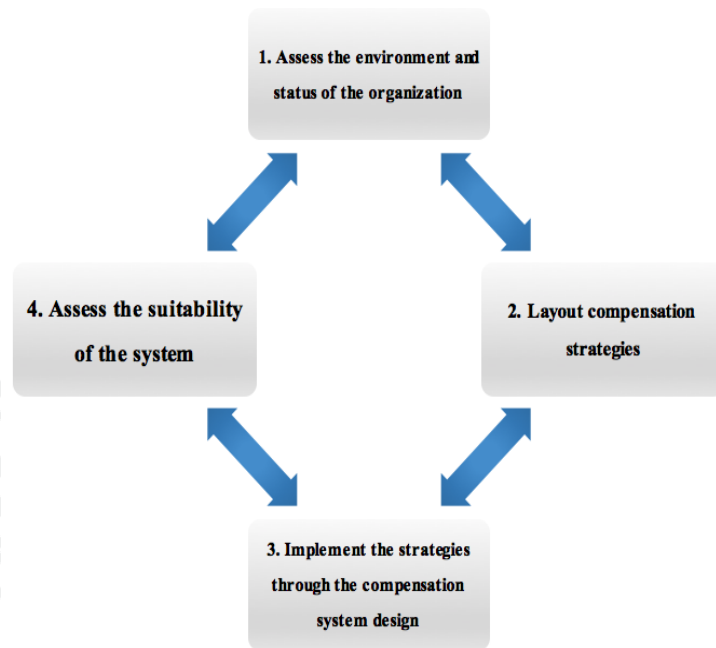 1. Assess the environment and
status of the organization
4. Assess the suitability
of the system
2. Layout compensation
strategies
3. Implement the strategies
through the compensation
system design